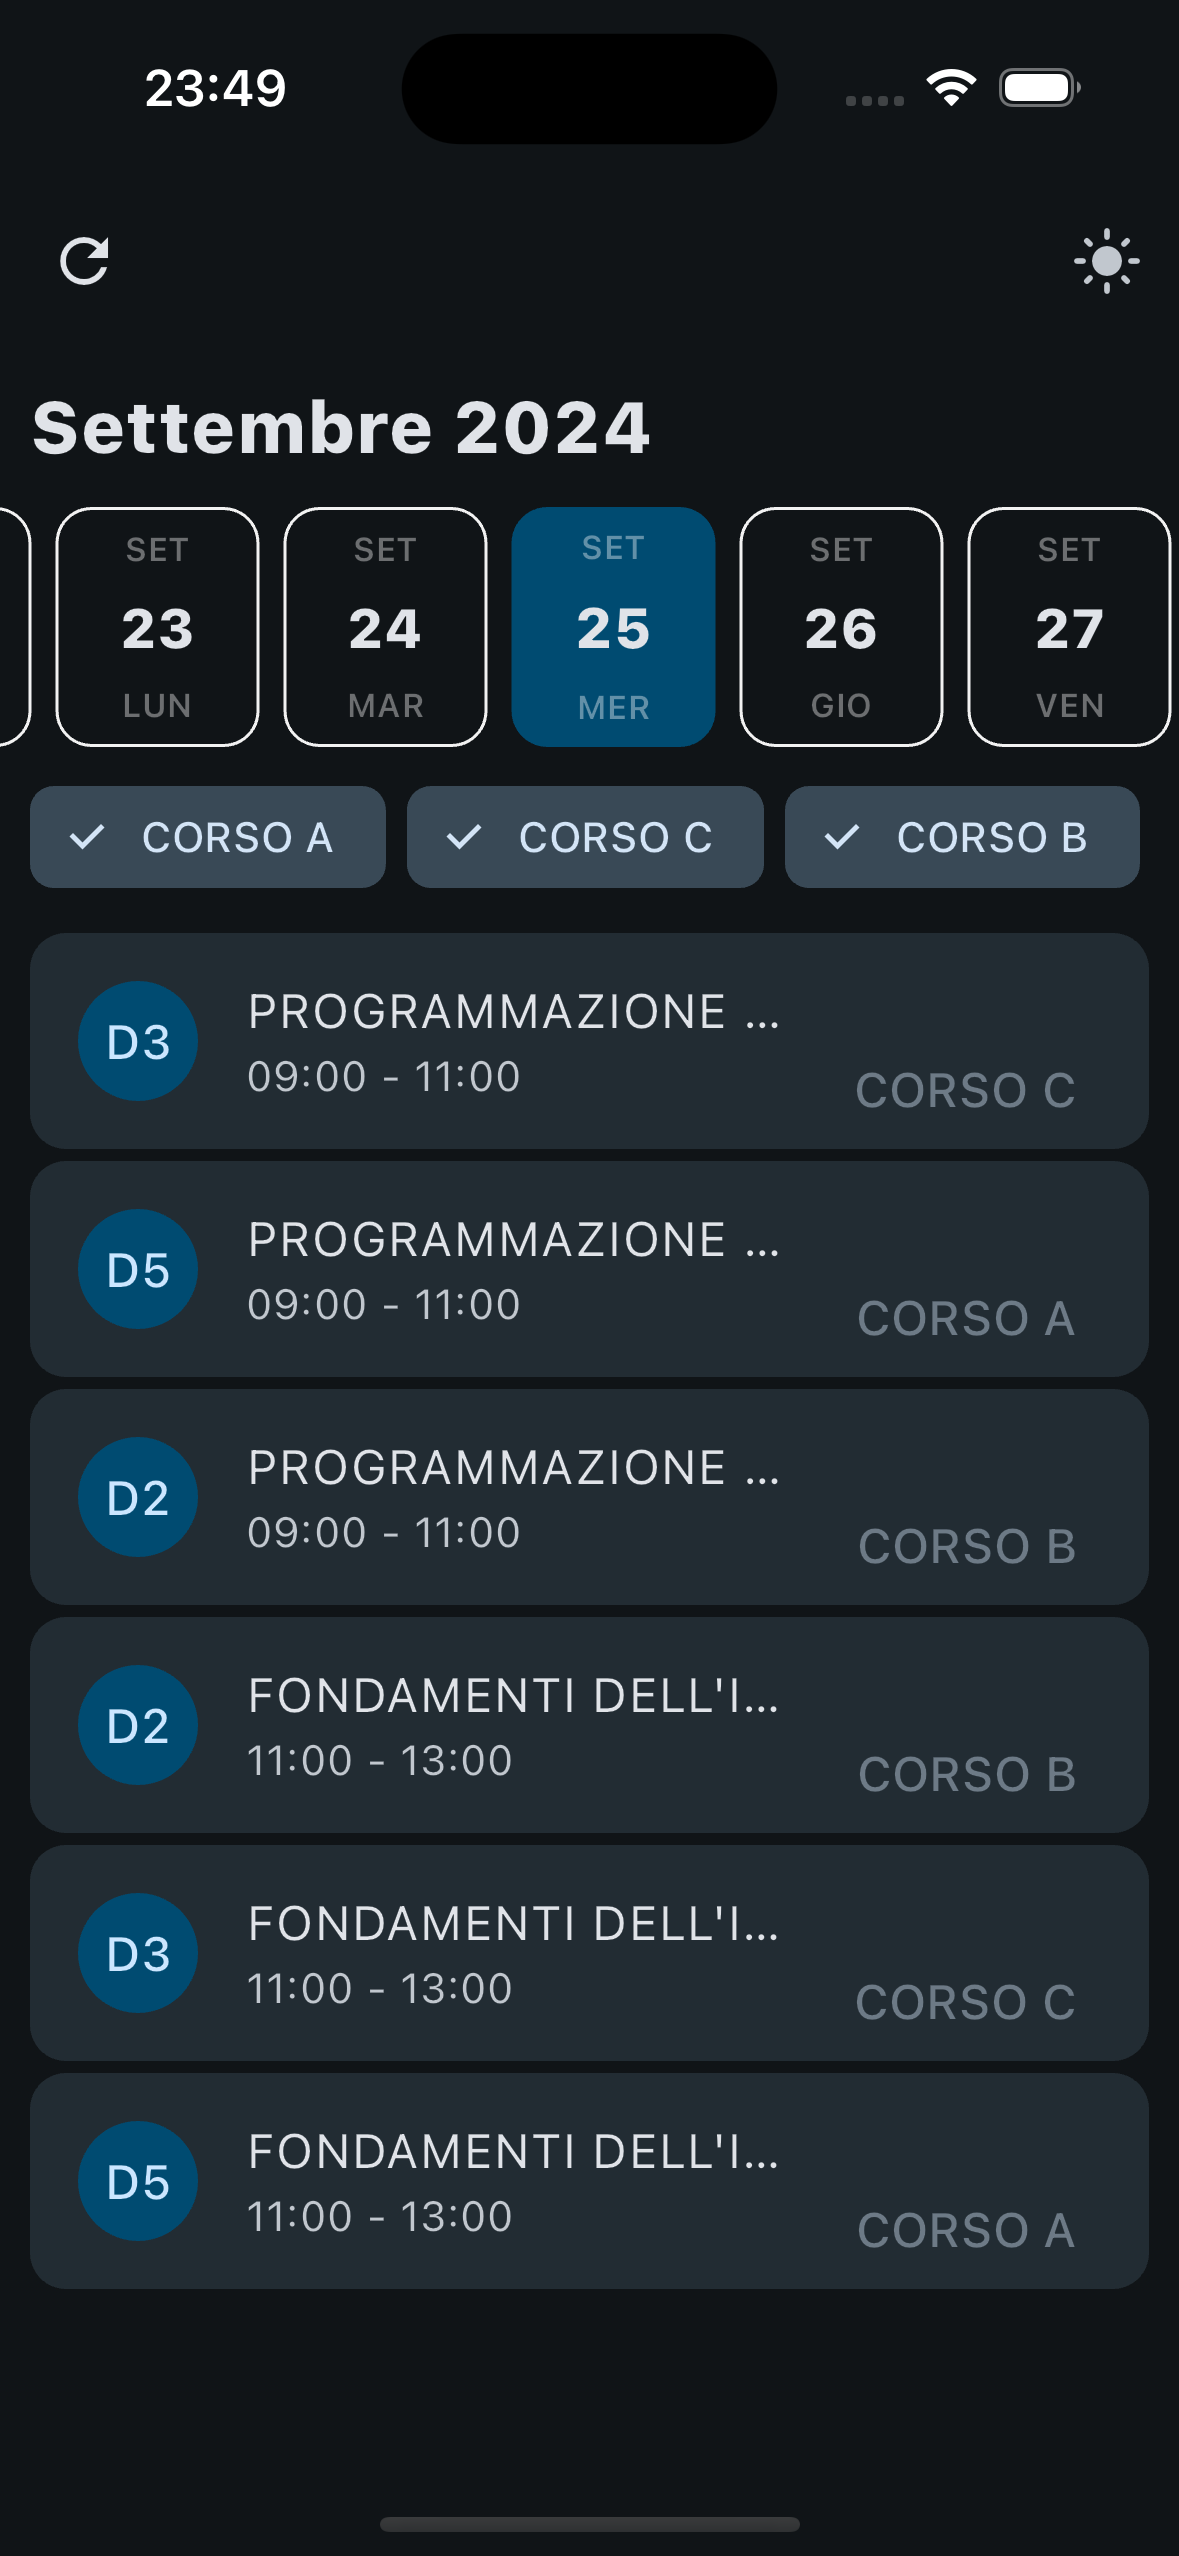 23:49
Settembre 2024
SET SET SET SET SET
23 24 25 26 27
LUN MAR MER GIO VEN
CORSO A CORSO C CORSO B
D3
PROGRAMMAZIONE ...
09:00 - 11:00
CORSO C
D5
PROGRAMMAZIONE ...
09:00 - 11:00
CORSO A
D2
PROGRAMMAZIONE ...
09:00 - 11:00
CORSO B
D2
FONDAMENTI DELL'I...
11:00 - 13:00
CORSO B
D3
FONDAMENTI DELL'I...
11:00 - 13:00
CORSO C
D5
FONDAMENTI DELL'I...
11:00 - 13:00
CORSO A